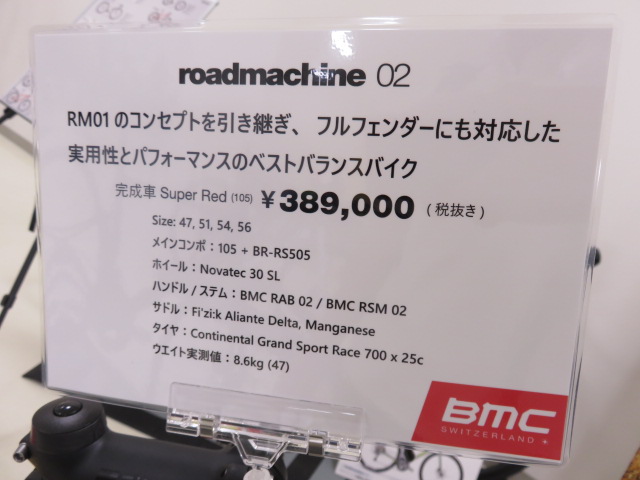 roadmachine 02
RM01のコンセプトを引き継ぎ、フルフェンダーにも対応した
実用性とパフォーマンスのベストバランスバイク
完成車 Super Red (105) ¥389,000 (税抜き)
Size: 47, 51, 54, 56
メインコンポ：105 + BR-RS505
ホイール：Novatec 30 SL
ハンドル / ステム：BMC RAB 02 / BMC RSM 02
サドル：Fi'zi:k Aliante Delta, Manganese
タイヤ：Continental Grand Sport Race 700 x 25c
ウエイト実測値：8.6kg (47)
BMC
SWITZERLAND +